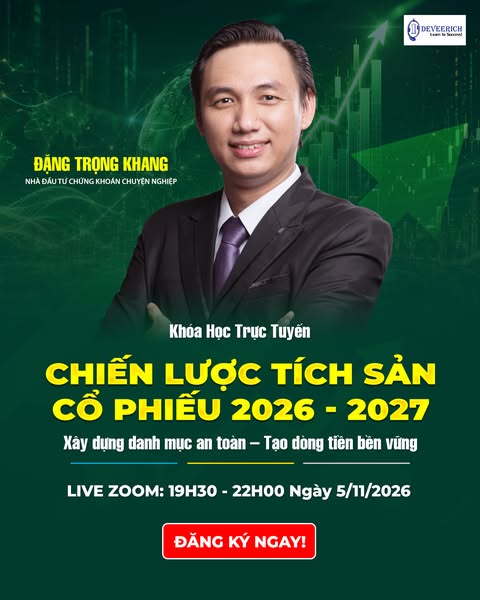 DEVEERICH
Learn to Success!
ĐẶNG TRỌNG KHANG
NHÀ ĐẦU TƯ CHỨNG KHOÁN CHUYỆN NGHIỆP
Khóa Học Trực Tuyến
CHIẾN LƯỢC TÍCH SẢN
CỔ PHIẾU 2026 - 2027
Xây dựng danh mục an toàn – Tạo dòng tiền bền vững
LIVE ZOOM: 19H30 - 22H00 Ngày 5/11/2026
ĐĂNG KÝ NGAY!